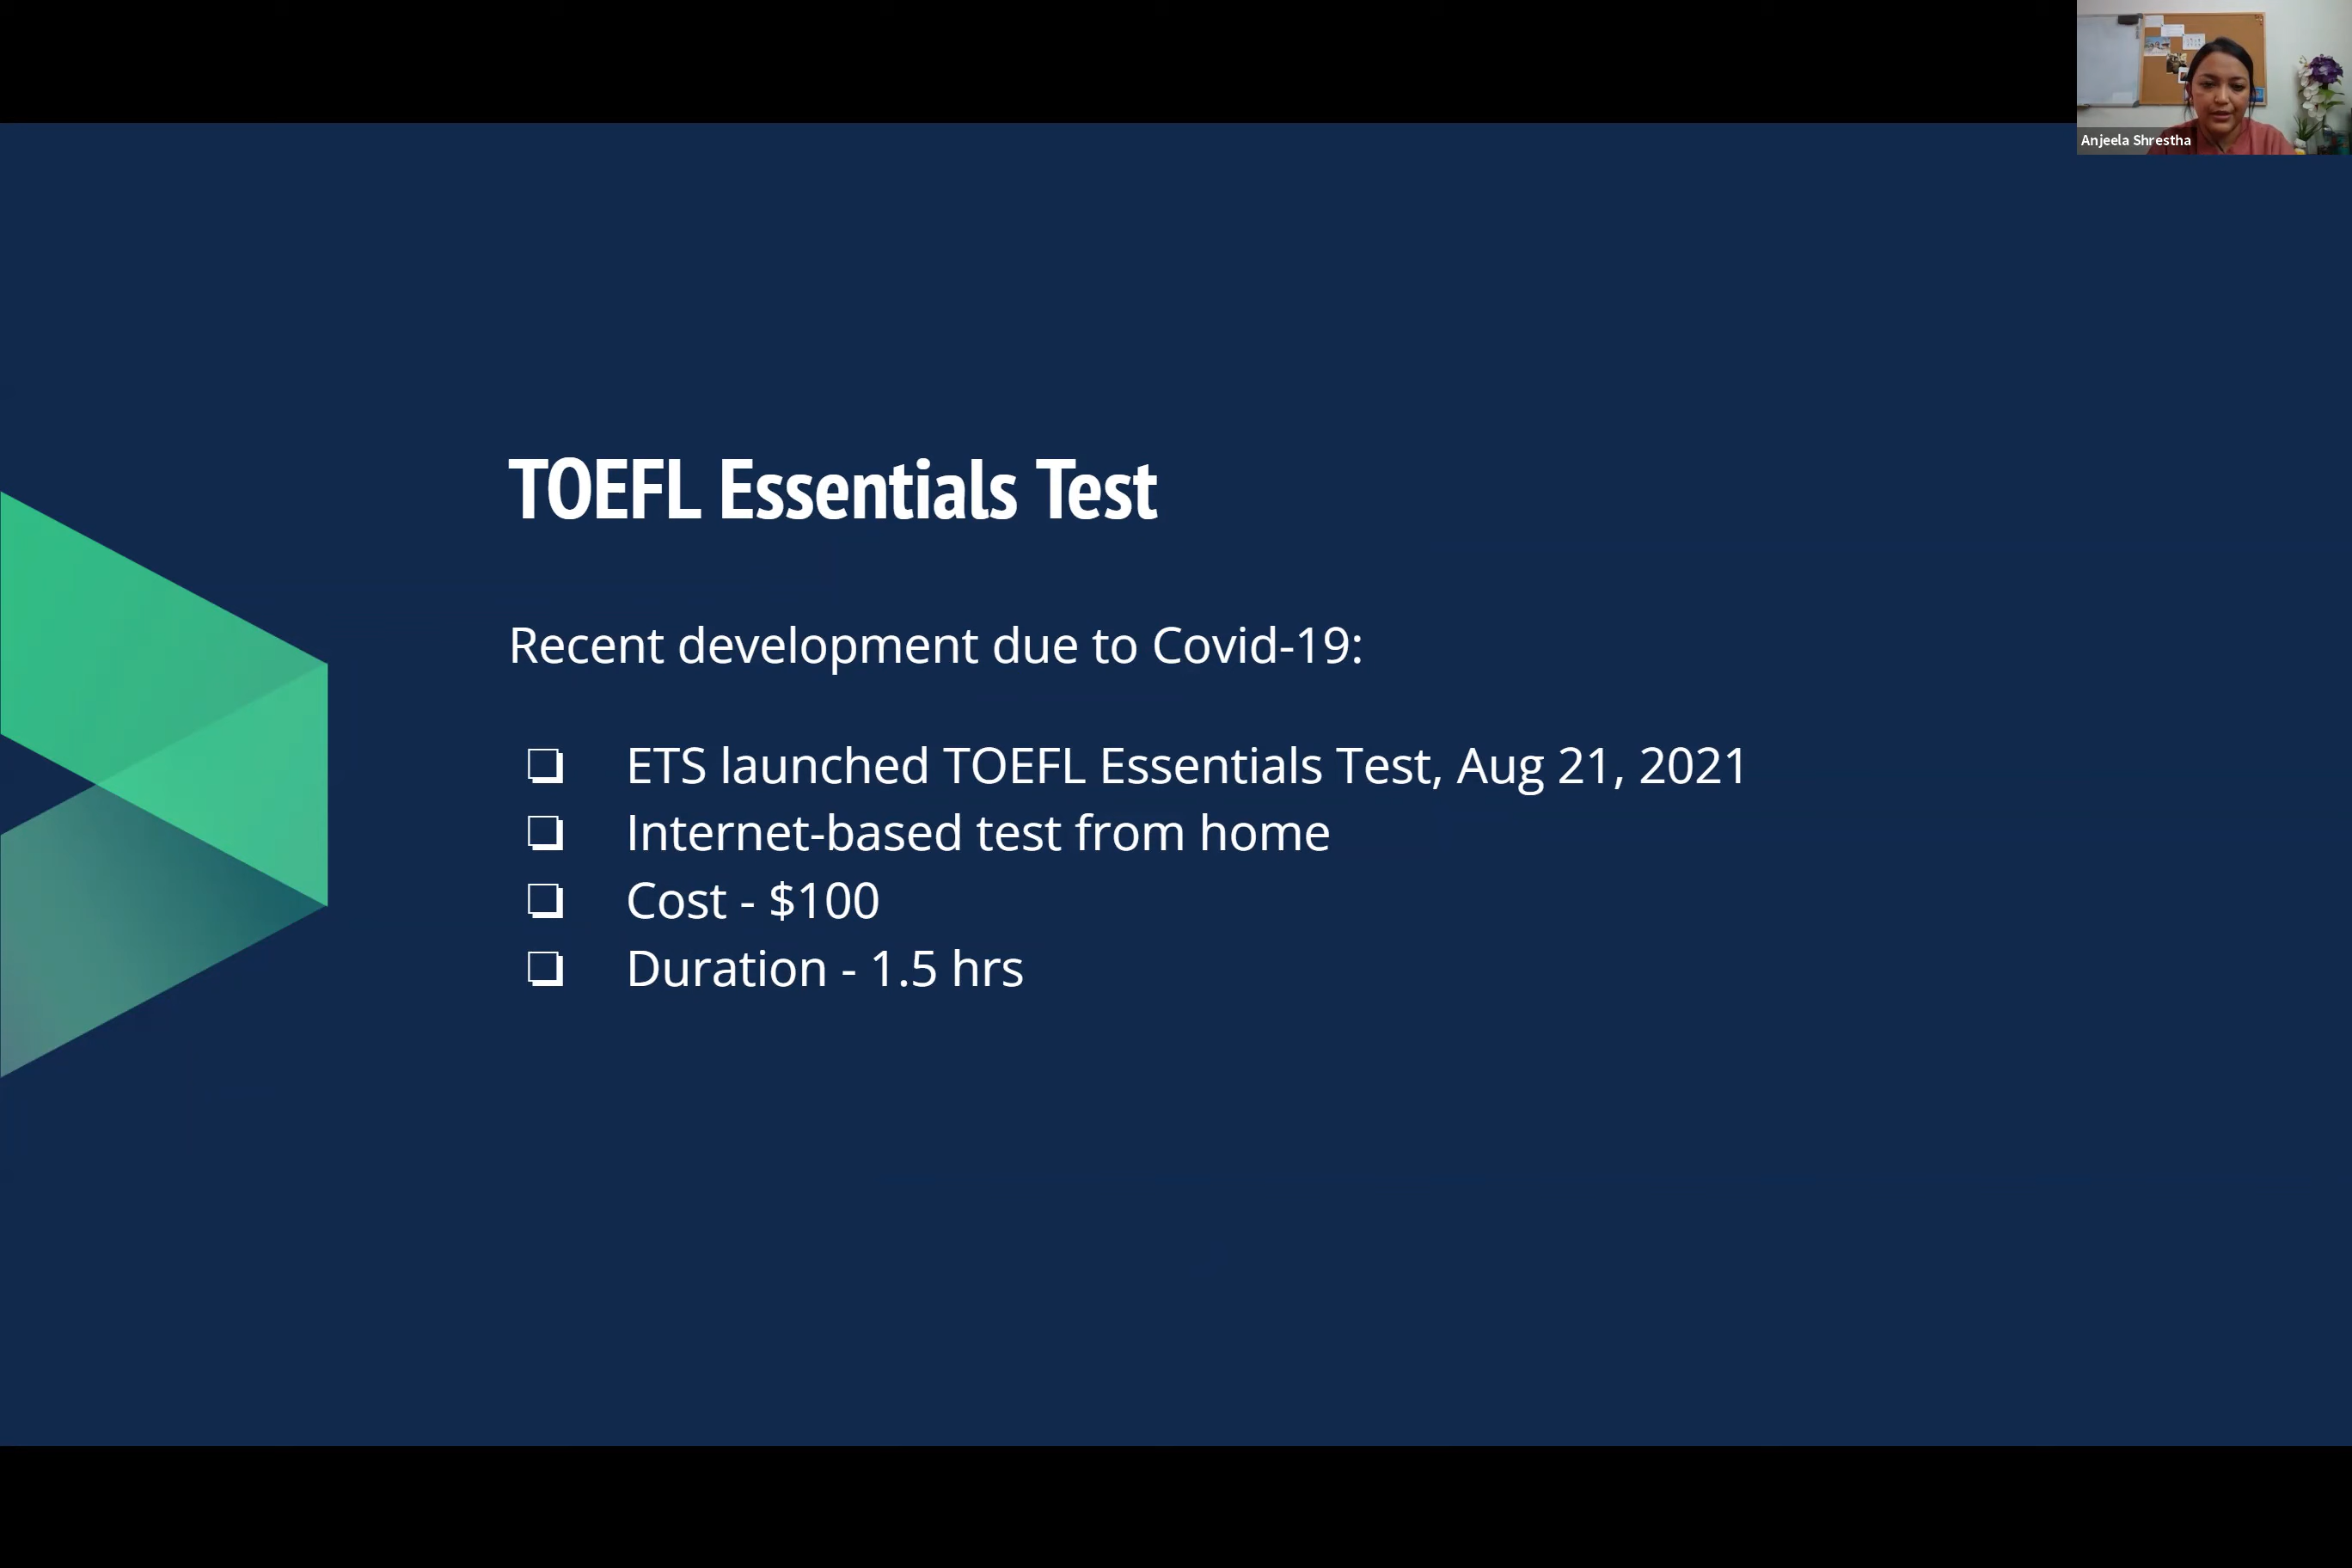 Anjeela Shrestha
TOEFL Essentials Test
Recent development due to Covid-19:
❏ ETS launched TOEFL Essentials Test, Aug 21, 2021
❏ Internet-based test from home
❏ Cost - $100
❏ Duration - 1.5 hrs